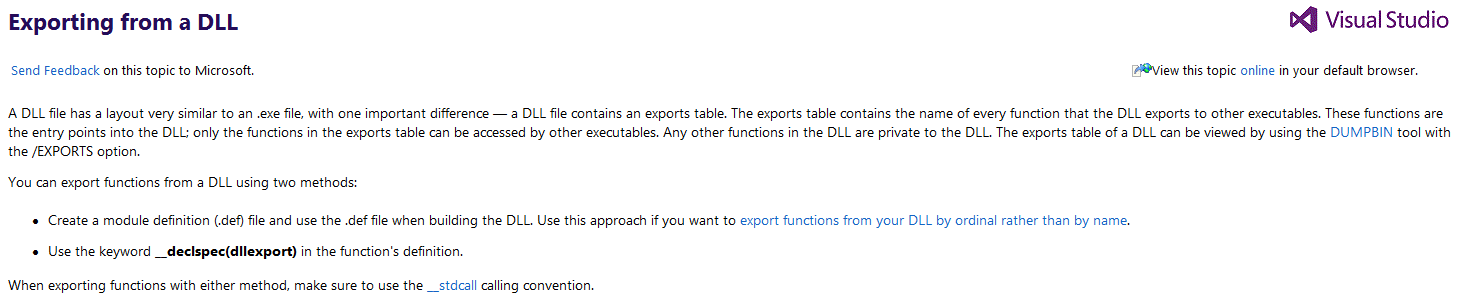 Exporting from a DLL
Visual Studio
Send Feedback on this topic to Microsoft.
View this topic online in your default browser.
A DLL file has a layout very similar to an .exe file, with one important difference — a DLL file contains an exports table. The exports table contains the name of every function that the DLL exports to other executables. These functions are
the entry points into the DLL; only the functions in the exports table can be accessed by other executables. Any other functions in the DLL are private to the DLL. The exports table of a DLL can be viewed by using the DUMPBIN tool with
the /EXPORTS option.
You can export functions from a DLL using two methods:
• Create a module definition (.def) file and use the .def file when building the DLL. Use this approach if you want to export functions from your DLL by ordinal rather than by name.
• Use the keyword __declspec(dllexport) in the function's definition.
When exporting functions with either method, make sure to use the __stdcall calling convention.